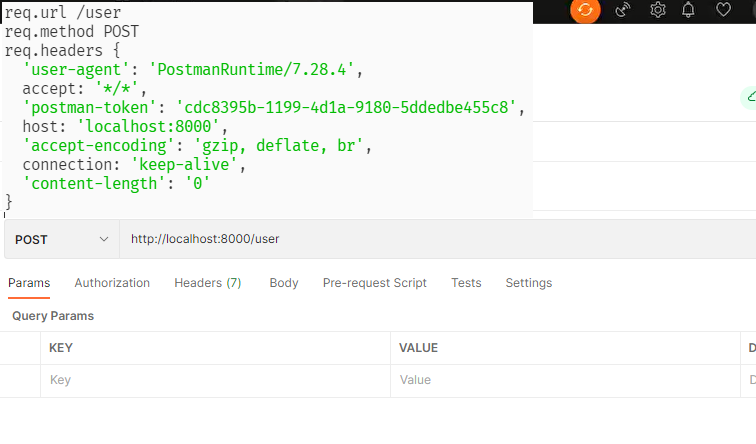 req.url /user
req.method POST
req.headers {
  'user-agent': 'PostmanRuntime/7.28.4',
  accept: '*/*',
  'postman-token': 'cdc8395b-1199-4d1a-9180-5ddedbe455c8',
  host: 'localhost:8000',
  'accept-encoding': 'gzip, deflate, br',
  connection: 'keep-alive',
  'content-length': '0'
}
POST http://localhost:8000/user
Params Authorization Headers (7) Body Pre-request Script Tests Settings
Query Params
KEY VALUE D
Key Value D